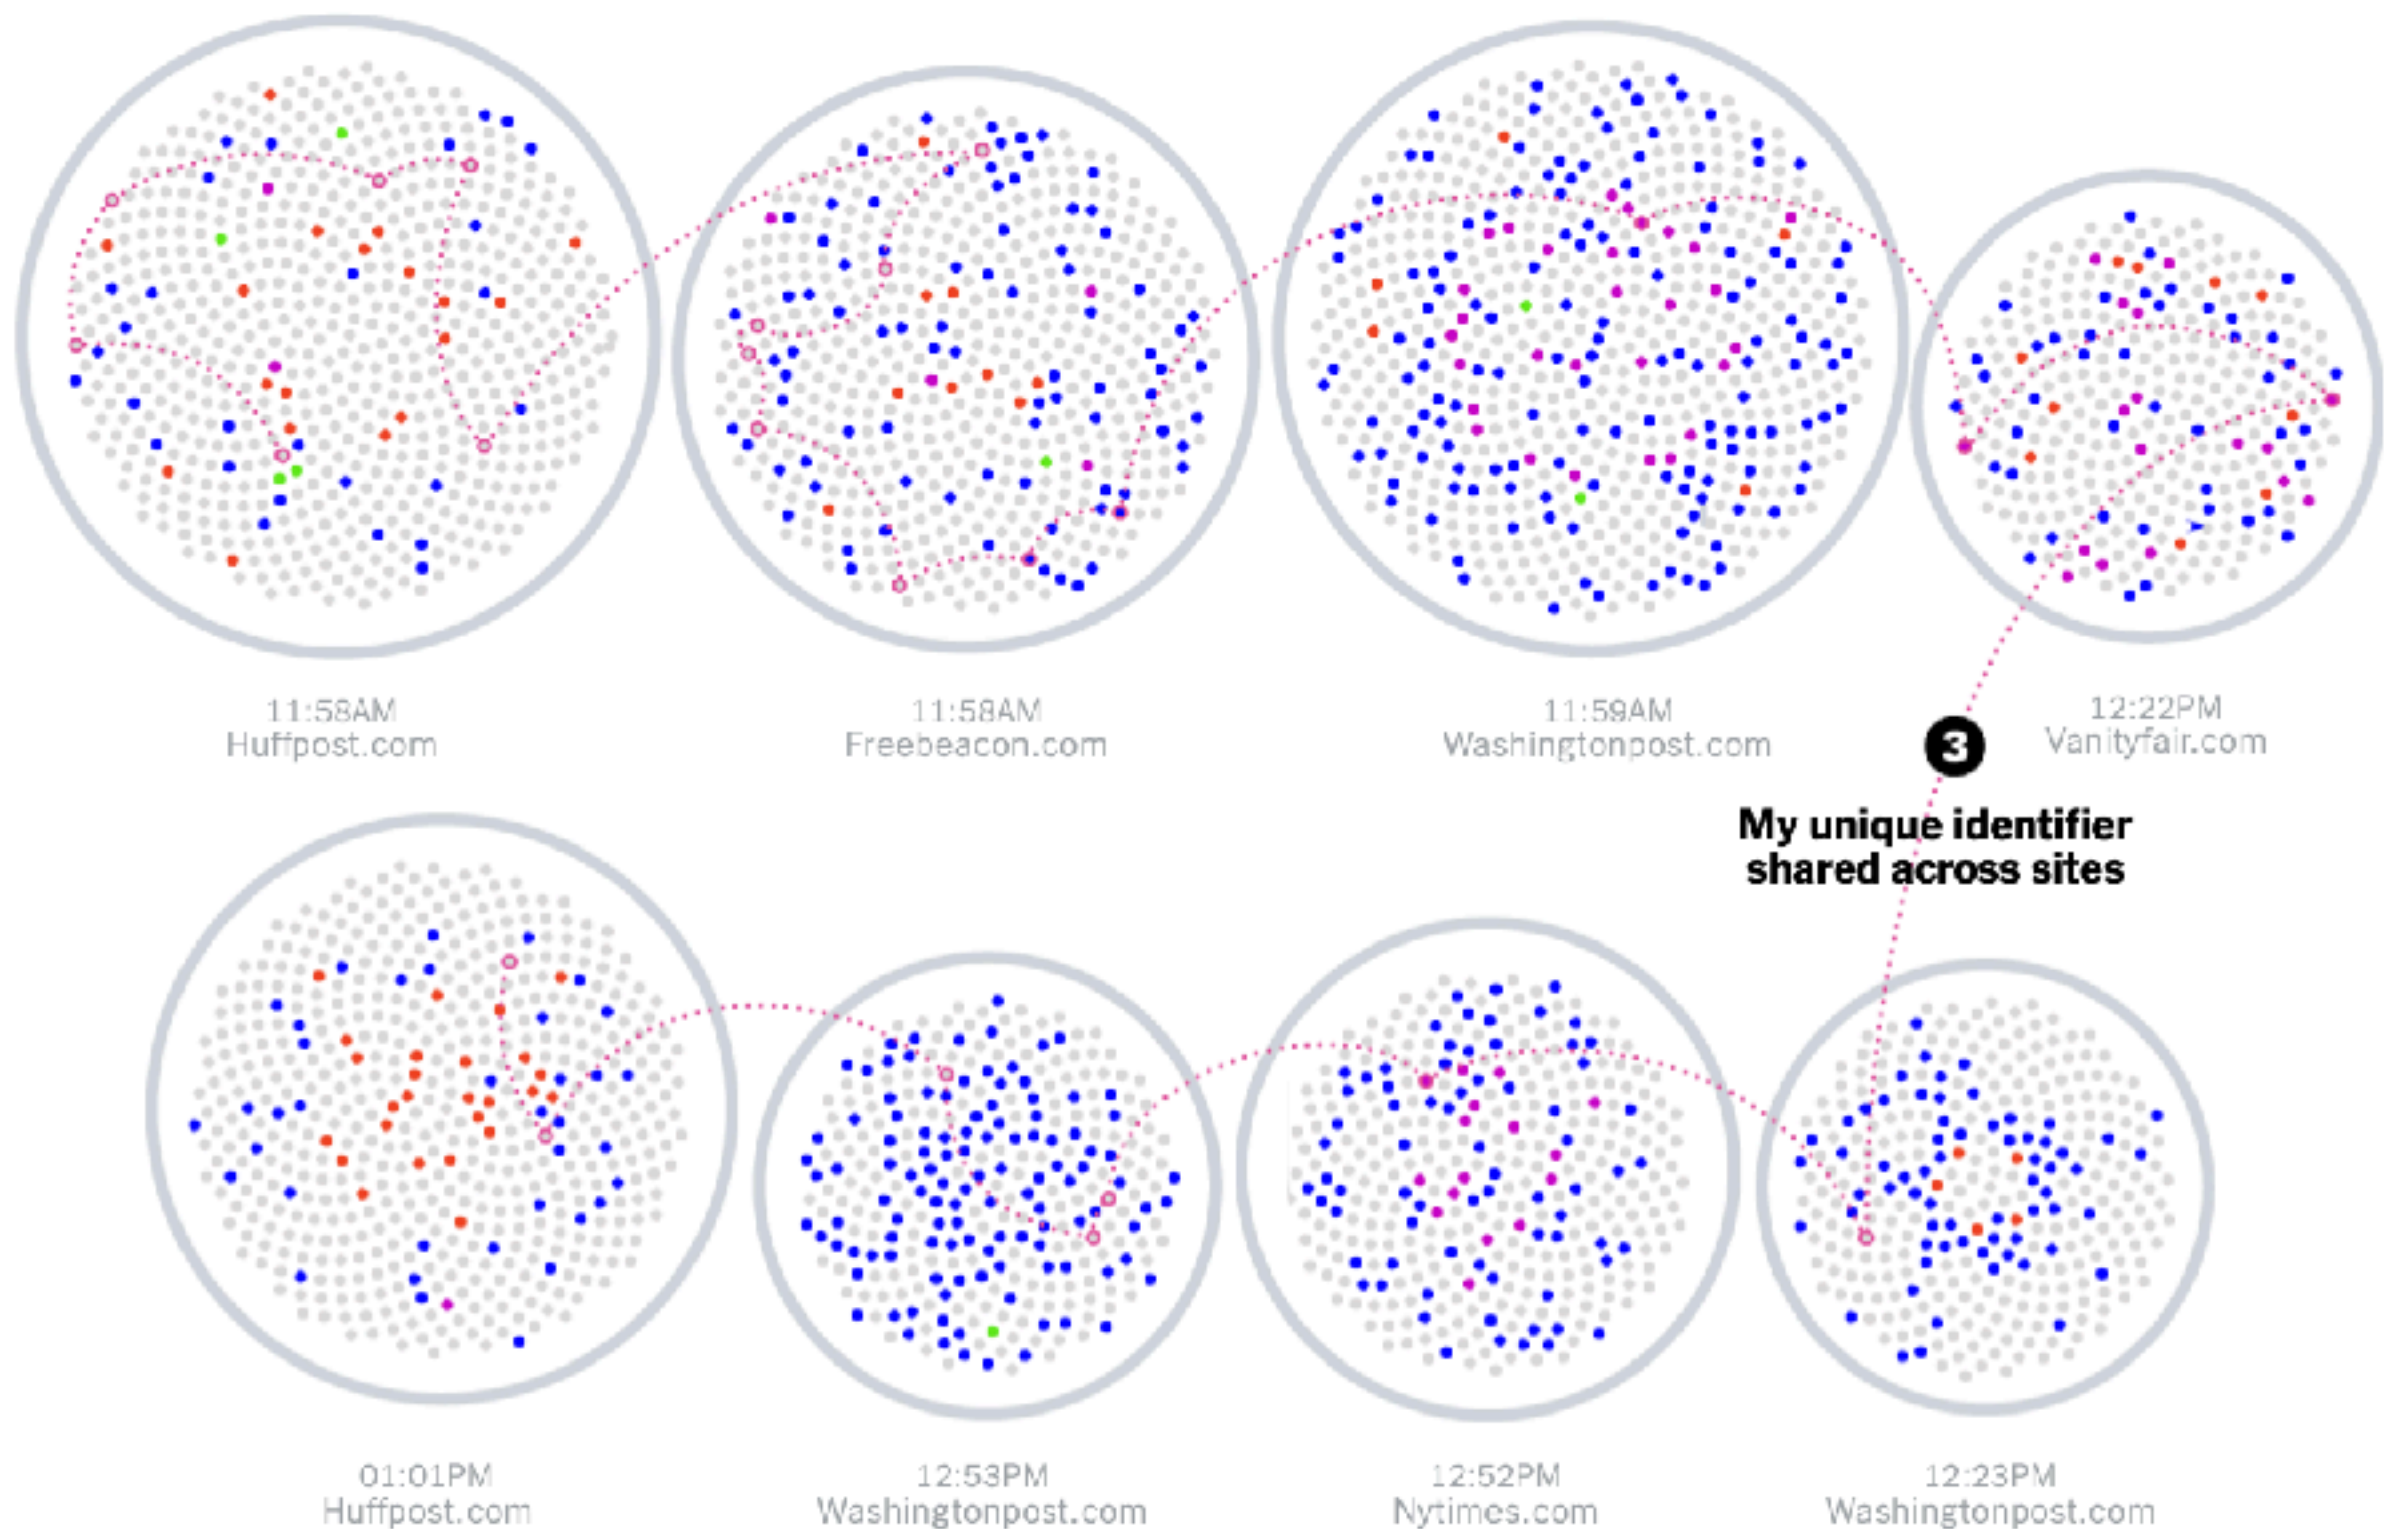 11:58AM
Huffpost.com
11:58AM
Freebeacon.com
11:59AM
Washingtonpost.com
12:22PM
Vanityfair.com
3
My unique identifier
shared across sites
01:01PM
Huffpost.com
12:53PM
Washingtonpost.com
12:52PM
Nytimes.com
12:23PM
Washingtonpost.com